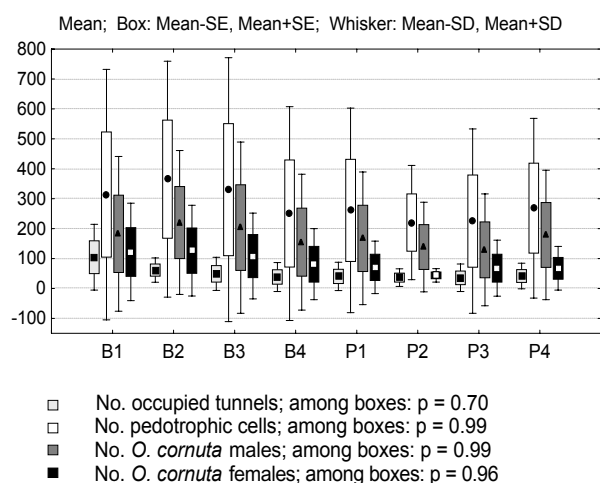 Mean; Box: Mean-SE, Mean+SE; Whisker: Mean-SD, Mean+SD
800
700
600
500
400
300
200
100
0
-100
B1 B2 B3 B4 P1 P2 P3 P4
No. occupied tunnels; among boxes: p = 0.70
No. pedotrophic cells; among boxes: p = 0.99
No. O. cornuta males; among boxes: p = 0.99
No. O. cornuta females; among boxes: p = 0.96